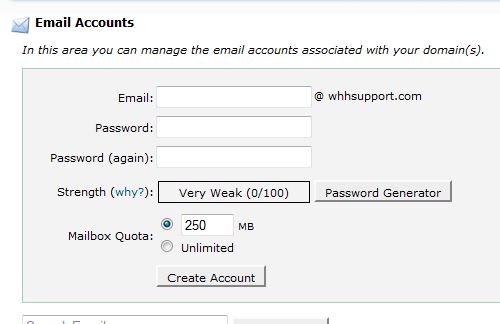 Email Accounts
In this area you can manage the email accounts associated with your domain(s).
Email: @ whhsupport.com
Password:
Password (again):
Strength (why?): Very Weak (0/100) Password Generator
Mailbox Quota: 250 MB
Unlimited
Create Account